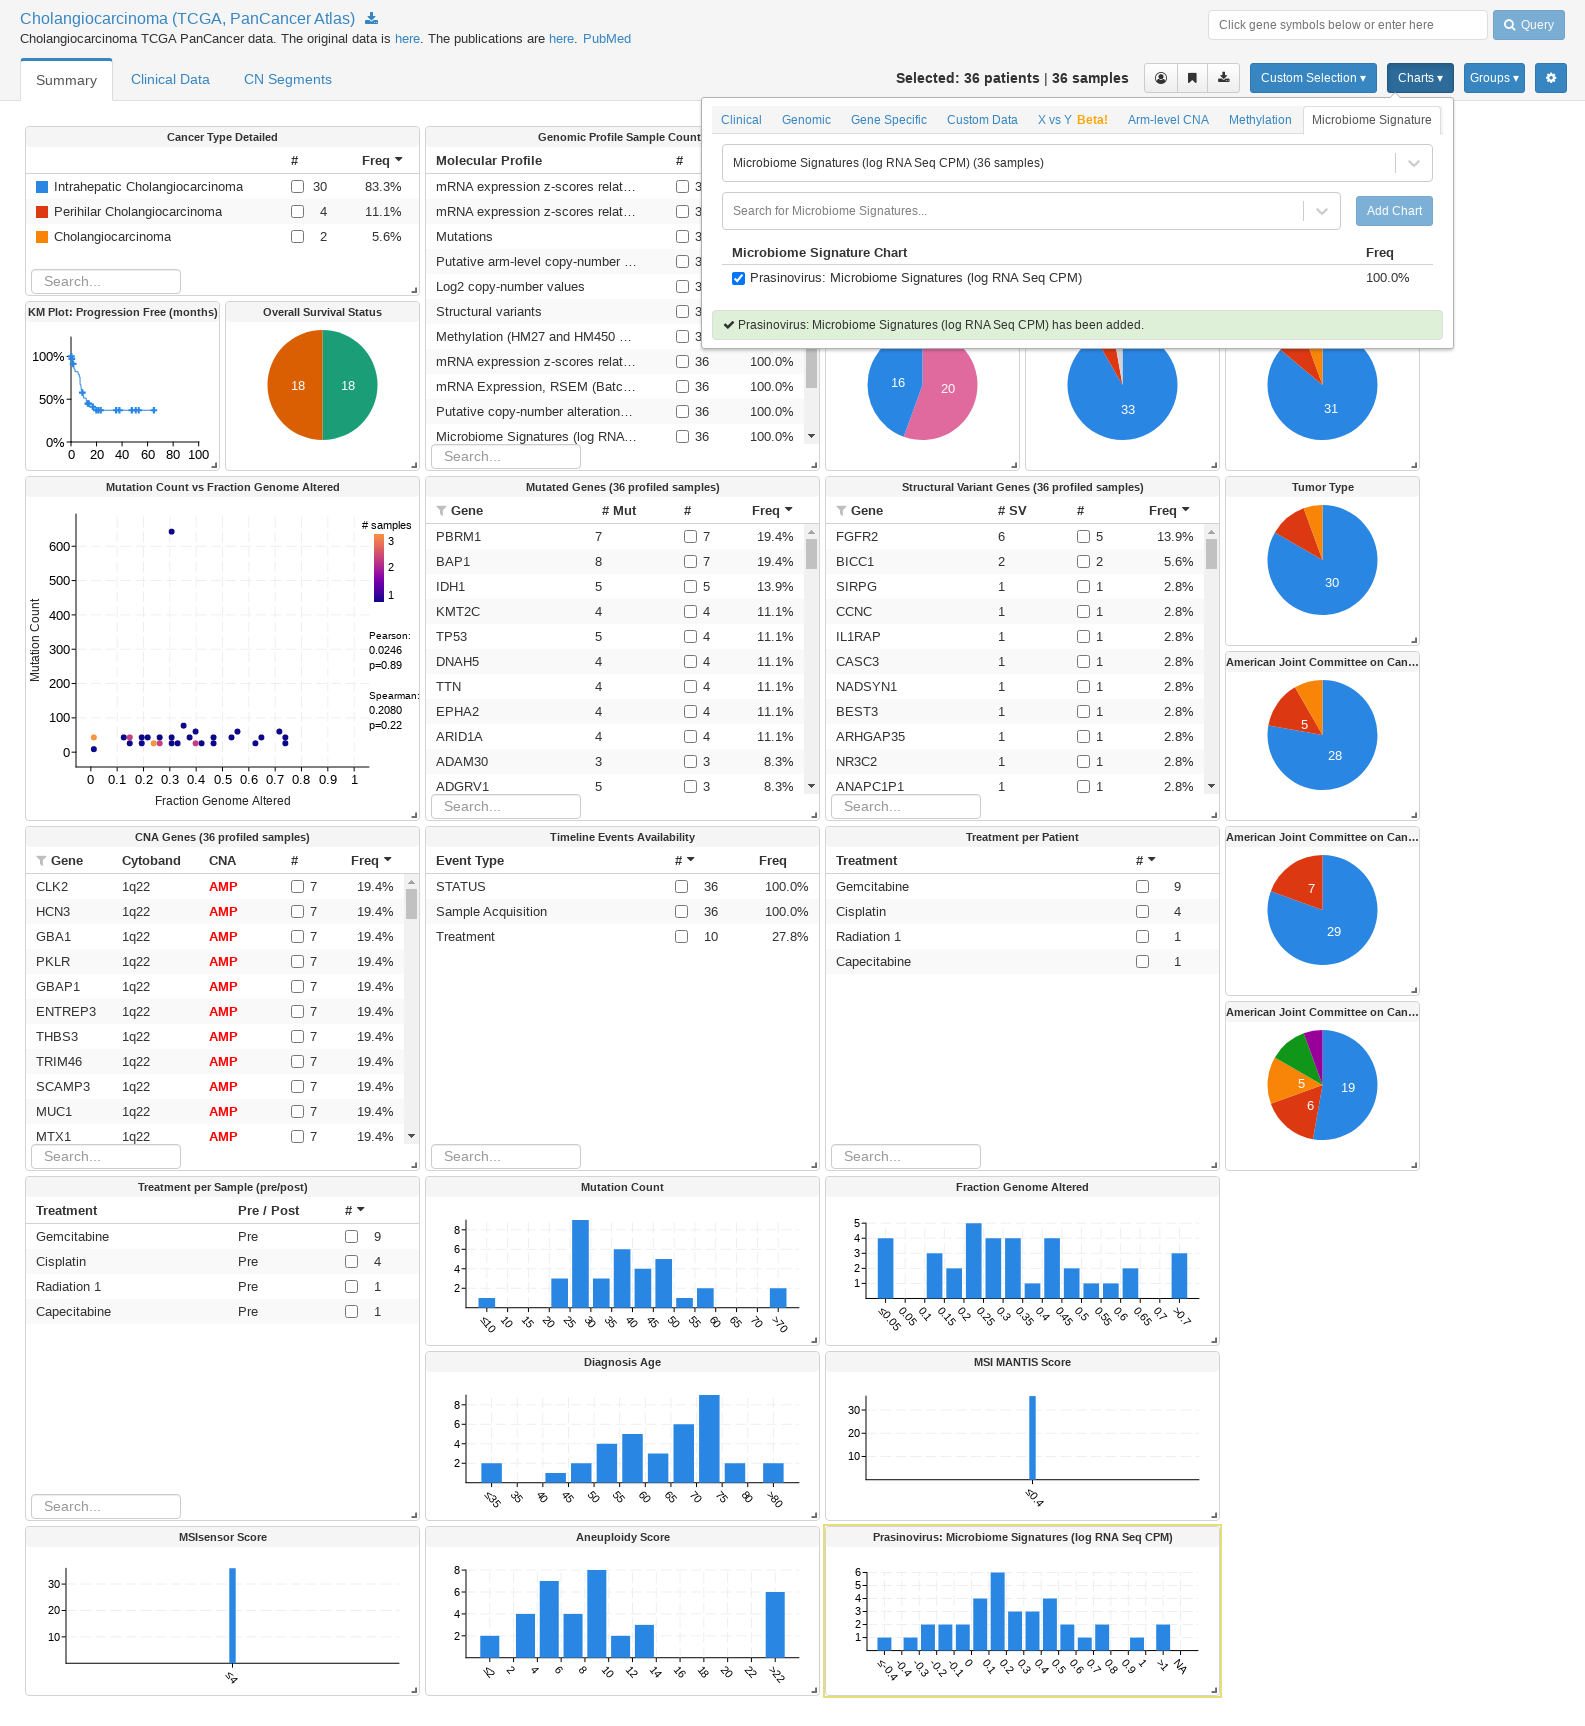 Cholangiocarcinoma (TCGA, PanCancer Atlas)
Cholangiocarcinoma TCGA PanCancer data. The original data is here. The publications are here. PubMed
Click gene symbols below or enter here
Query
Summary
Clinical Data
CN Segments
Selected: 36 patients | 36 samples
Custom Selection ▾
Charts ▾
Groups ▾
Clinical
Genomic
Gene Specific
Custom Data
X vs Y Beta!
Arm-level CNA
Methylation
Microbiome Signature
Microbiome Signatures (log RNA Seq CPM) (36 samples)
Search for Microbiome Signatures...
Add Chart
Microbiome Signature Chart Freq
Prasinovirus: Microbiome Signatures (log RNA Seq CPM) 100.0%
Prasinovirus: Microbiome Signatures (log RNA Seq CPM) has been added.
Cancer Type Detailed
# Freq
Intrahepatic Cholangiocarcinoma 30 83.3%
Perihilar Cholangiocarcinoma 4 11.1%
Cholangiocarcinoma 2 5.6%
Search...
Genomic Profile Sample Count
Molecular Profile #
mRNA expression z-scores relat… 3
mRNA expression z-scores relat… 3
Mutations 3
Putative arm-level copy-number … 3
Log2 copy-number values 3
Structural variants 3
Methylation (HM27 and HM450 … 3
mRNA expression z-scores relat… 36 100.0%
mRNA Expression, RSEM (Batc… 36 100.0%
Putative copy-number alteration… 36 100.0%
Microbiome Signatures (log RNA… 36 100.0%
Search...
KM Plot: Progression Free (months)
100%
50%
0%
0 20 40 60 80 100
Overall Survival Status
18 18
16 20
33
31
Mutation Count vs Fraction Genome Altered
# samples
3
2
1
600
500
400
300
200
100
0
Mutation Count
Pearson:
0.0246
p=0.89
Spearman:
0.2080
p=0.22
0 0.1 0.2 0.3 0.4 0.5 0.6 0.7 0.8 0.9 1
Fraction Genome Altered
Mutated Genes (36 profiled samples)
Gene # Mut # Freq
PBRM1 7 7 19.4%
BAP1 8 7 19.4%
IDH1 5 5 13.9%
KMT2C 4 4 11.1%
TP53 5 4 11.1%
DNAH5 4 4 11.1%
TTN 4 4 11.1%
EPHA2 4 4 11.1%
ARID1A 4 4 11.1%
ADAM30 3 3 8.3%
ADGRV1 5 3 8.3%
Search...
Structural Variant Genes (36 profiled samples)
Gene # SV # Freq
FGFR2 6 5 13.9%
BICC1 2 2 5.6%
SIRPG 1 1 2.8%
CCNC 1 1 2.8%
IL1RAP 1 1 2.8%
CASC3 1 1 2.8%
NADSYN1 1 1 2.8%
BEST3 1 1 2.8%
ARHGAP35 1 1 2.8%
NR3C2 1 1 2.8%
ANAPC1P1 1 1 2.8%
Search...
Tumor Type
30
American Joint Committee on Can…
5
28
CNA Genes (36 profiled samples)
Gene Cytoband CNA # Freq
CLK2 1q22 AMP 7 19.4%
HCN3 1q22 AMP 7 19.4%
GBA1 1q22 AMP 7 19.4%
PKLR 1q22 AMP 7 19.4%
GBAP1 1q22 AMP 7 19.4%
ENTREP3 1q22 AMP 7 19.4%
THBS3 1q22 AMP 7 19.4%
TRIM46 1q22 AMP 7 19.4%
SCAMP3 1q22 AMP 7 19.4%
MUC1 1q22 AMP 7 19.4%
MTX1 1q22 AMP 7 19.4%
Search...
Timeline Events Availability
Event Type # Freq
STATUS 36 100.0%
Sample Acquisition 36 100.0%
Treatment 10 27.8%
Search...
Treatment per Patient
Treatment #
Gemcitabine 9
Cisplatin 4
Radiation 1 1
Capecitabine 1
Search...
American Joint Committee on Can…
7
29
American Joint Committee on Can…
19
5
6
Treatment per Sample (pre/post)
Treatment Pre / Post #
Gemcitabine Pre 9
Cisplatin Pre 4
Radiation 1 Pre 1
Capecitabine Pre 1
Search...
Mutation Count
8
6
4
2
≤10 10 15 20 25 30 35 40 45 50 55 60 65 70 >70
Fraction Genome Altered
5
4
3
2
1
≤0.05 0.05 0.1 0.15 0.2 0.25 0.3 0.35 0.4 0.45 0.5 0.55 0.6 0.65 0.7 >0.7
Diagnosis Age
8
6
4
2
≤35 35 40 45 50 55 60 65 70 75 80 >80
MSI MANTIS Score
30
20
10
≤0.4
MSIsensor Score
30
20
10
≤4
Aneuploidy Score
8
6
4
2
≤2 2 4 6 8 10 12 14 16 18 20 22 >22
Prasinovirus: Microbiome Signatures (log RNA Seq CPM)
6
5
4
3
2
1
≤-0.4 -0.4 -0.3 -0.2 -0.1 0 0.1 0.2 0.3 0.4 0.5 0.6 0.7 0.8 0.9 1 >1 NA